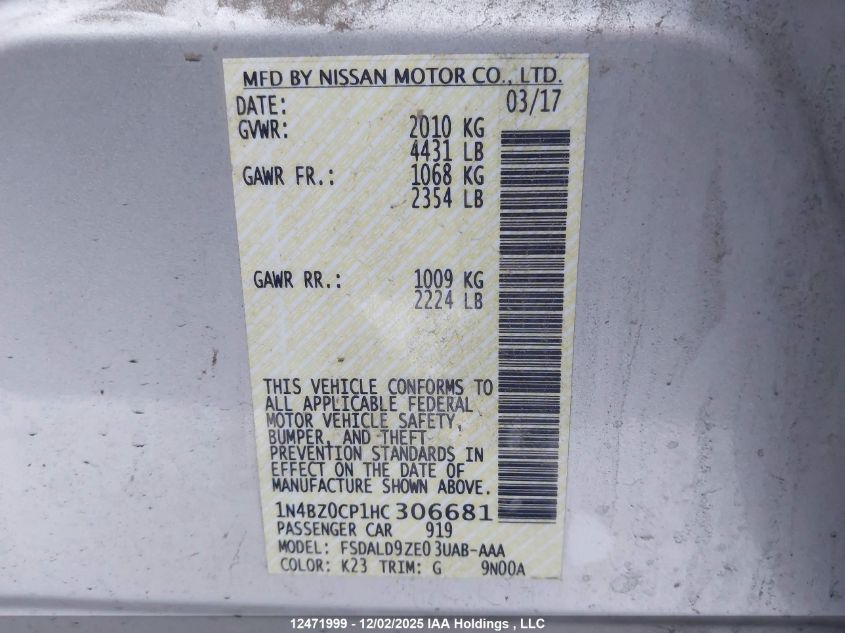 MFD BY NISSAN MOTOR CO., LTD.
DATE: 03/17
GVWR: 2010 KG
4431 LB
GAWR FR.: 1068 KG
2354 LB
GAWR RR.: 1009 KG
2224 LB
THIS VEHICLE CONFORMS TO
ALL APPLICABLE FEDERAL
MOTOR VEHICLE SAFETY,
BUMPER, AND THEFT
PREVENTION STANDARDS IN
EFFECT ON THE DATE OF
MANUFACTURE SHOWN ABOVE.
1N4BZ0CP1HC 306681
PASSENGER CAR 919
MODEL: FSDALD9ZE03UAB-AAA
COLOR: K23 TRIM: G 9N00A
12471999 - 12/02/2025 IAA Holdings , LLC